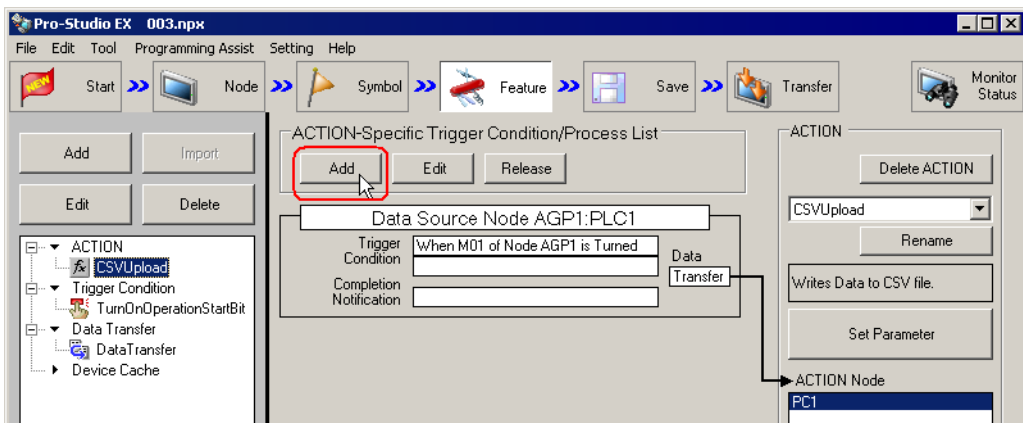 Pro-Studio EX 003.npx
File Edit Tool Programming Assist Setting Help
NEW Start Node Symbol Feature Save Transfer Monitor Status
Add Import
Edit Delete
ACTION
fx CSVUpload
Trigger Condition
TurnOnOperationStartBit
Data Transfer
DataTransfer
Device Cache
ACTION-Specific Trigger Condition/Process List
Add Edit Release
Data Source Node AGP1:PLC1
Trigger Condition When M01 of Node AGP1 is Turned
Completion Notification
Data
Transfer
ACTION
Delete ACTION
CSVUpload
Rename
Writes Data to CSV file.
Set Parameter
ACTION Node
PC1